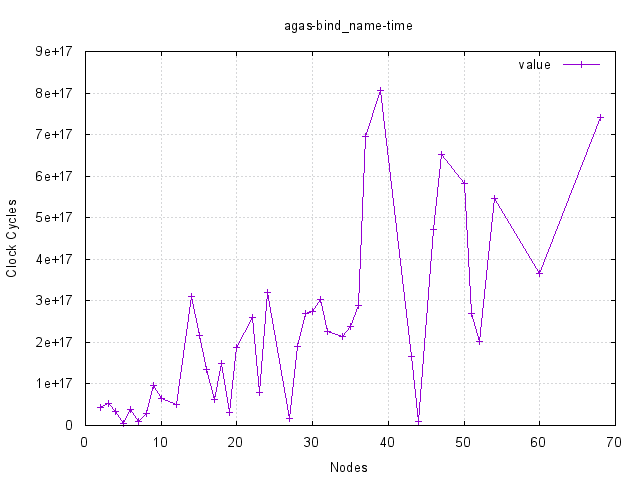 agas-bind_name-time
9e+17
8e+17
7e+17
6e+17
5e+17
4e+17
3e+17
2e+17
1e+17
0
Clock Cycles
value
0 10 20 30 40 50 60 70
Nodes